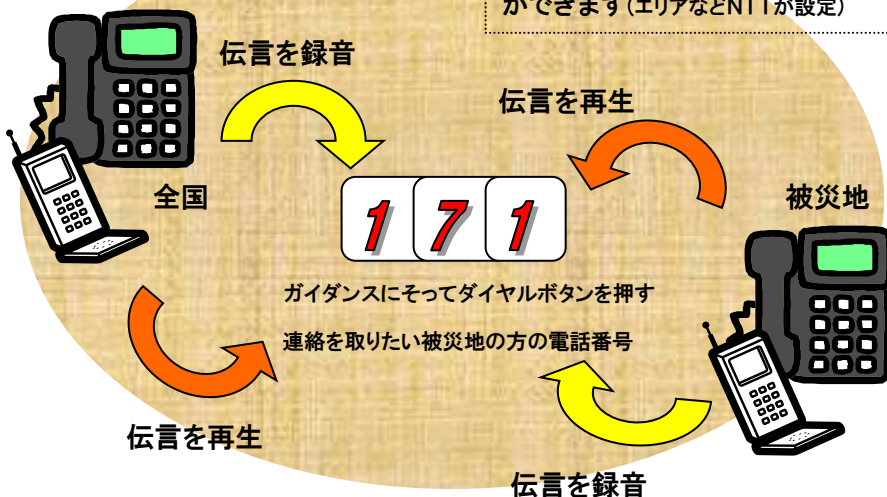 ができます(エリアなどNTTが設定)
伝言を録音
伝言を再生
全国
被災地
171
ガイダンスにそってダイヤルボタンを押す
連絡を取りたい被災地の方の電話番号
伝言を再生
伝言を録音